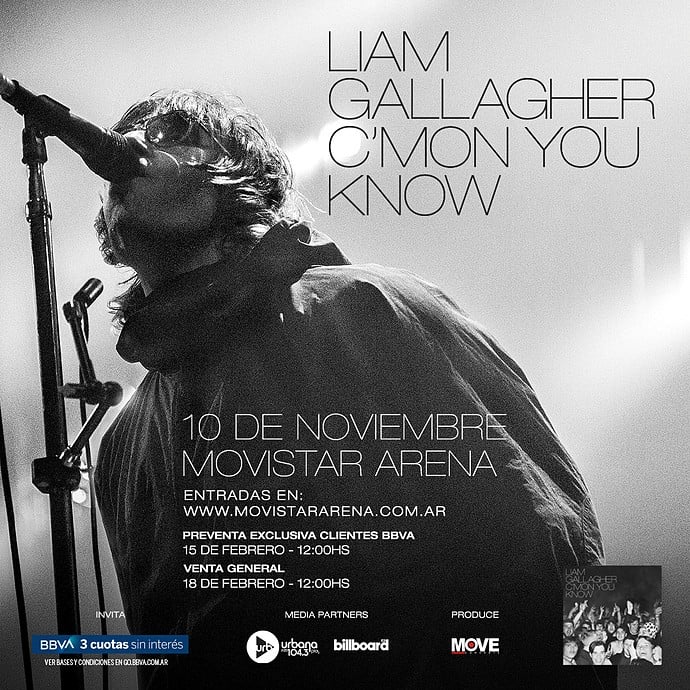 LIAM
GALLAGHER
C'MON YOU
KNOW
10 DE NOVIEMBRE
MOVISTAR ARENA
ENTRADAS EN:
WWW.MOVISTARARENA.COM.AR
PREVENTA EXCLUSIVA CLIENTES BBVA
15 DE FEBRERO - 12:00HS
VENTA GENERAL
18 DE FEBRERO - 12:00HS
INVITA
BBVA 3 cuotas sin interés
VER BASES Y CONDICIONES EN GO.BBVA.COM.AR
MEDIA PARTNERS
urb
urbana
104.3
billboard
PRODUCE
MOVE
LIAM
GALLAGHER
C'MON YOU
KNOW